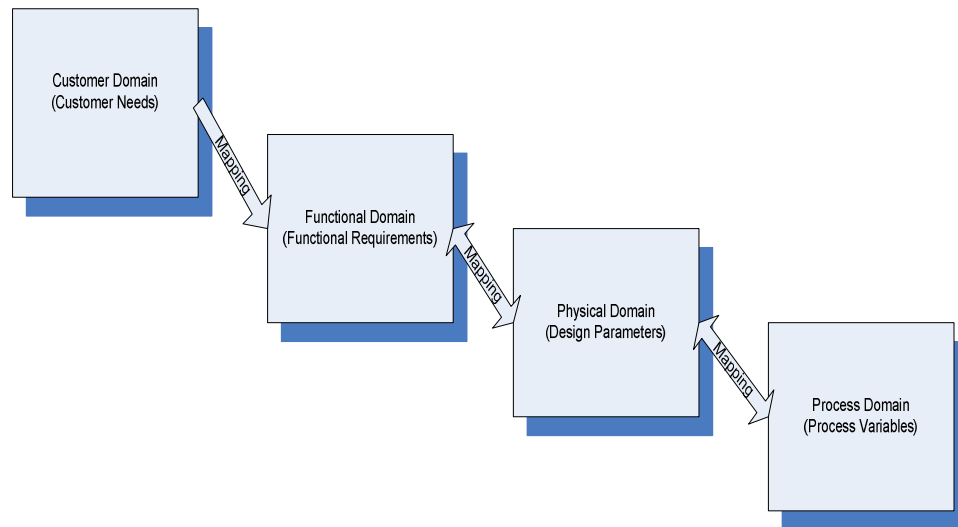 Customer Domain
(Customer Needs)
Mapping
Functional Domain
(Functional Requirements)
Mapping
Physical Domain
(Design Parameters)
Mapping
Process Domain
(Process Variables)